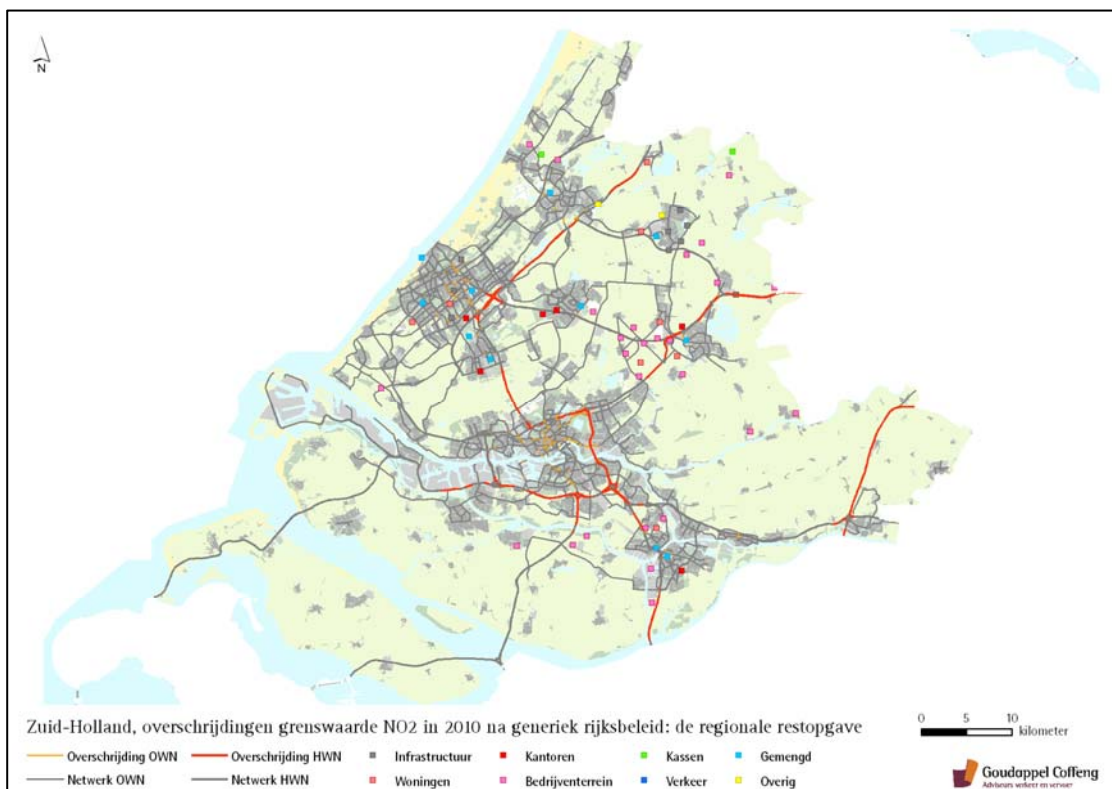 N
Zuid-Holland, overschrijdingen grenswaarde NO2 in 2010 na generiek rijksbeleid: de regionale restopgave
Overschrijding OWN Overschrijding HWN Infrastructuur Kantoren Kassen Gemengd
Netwerk OWN Netwerk HWN Woningen Bedrijventerrein Verkeer Overig
0 5 10
kilometer
Goudappel Coffeng
Adviseurs verkeer en vervoer